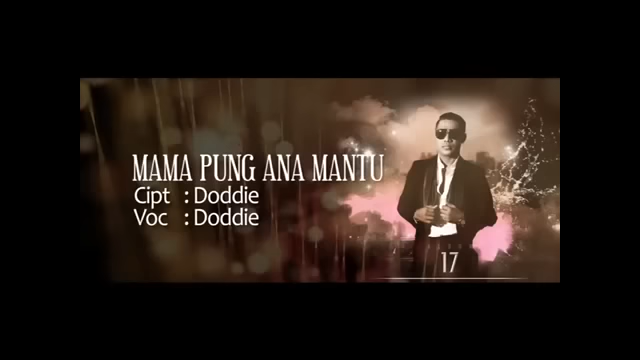 MAMA PUNG ANA MANTU
Cipt : Doddie
Voc : Doddie
17